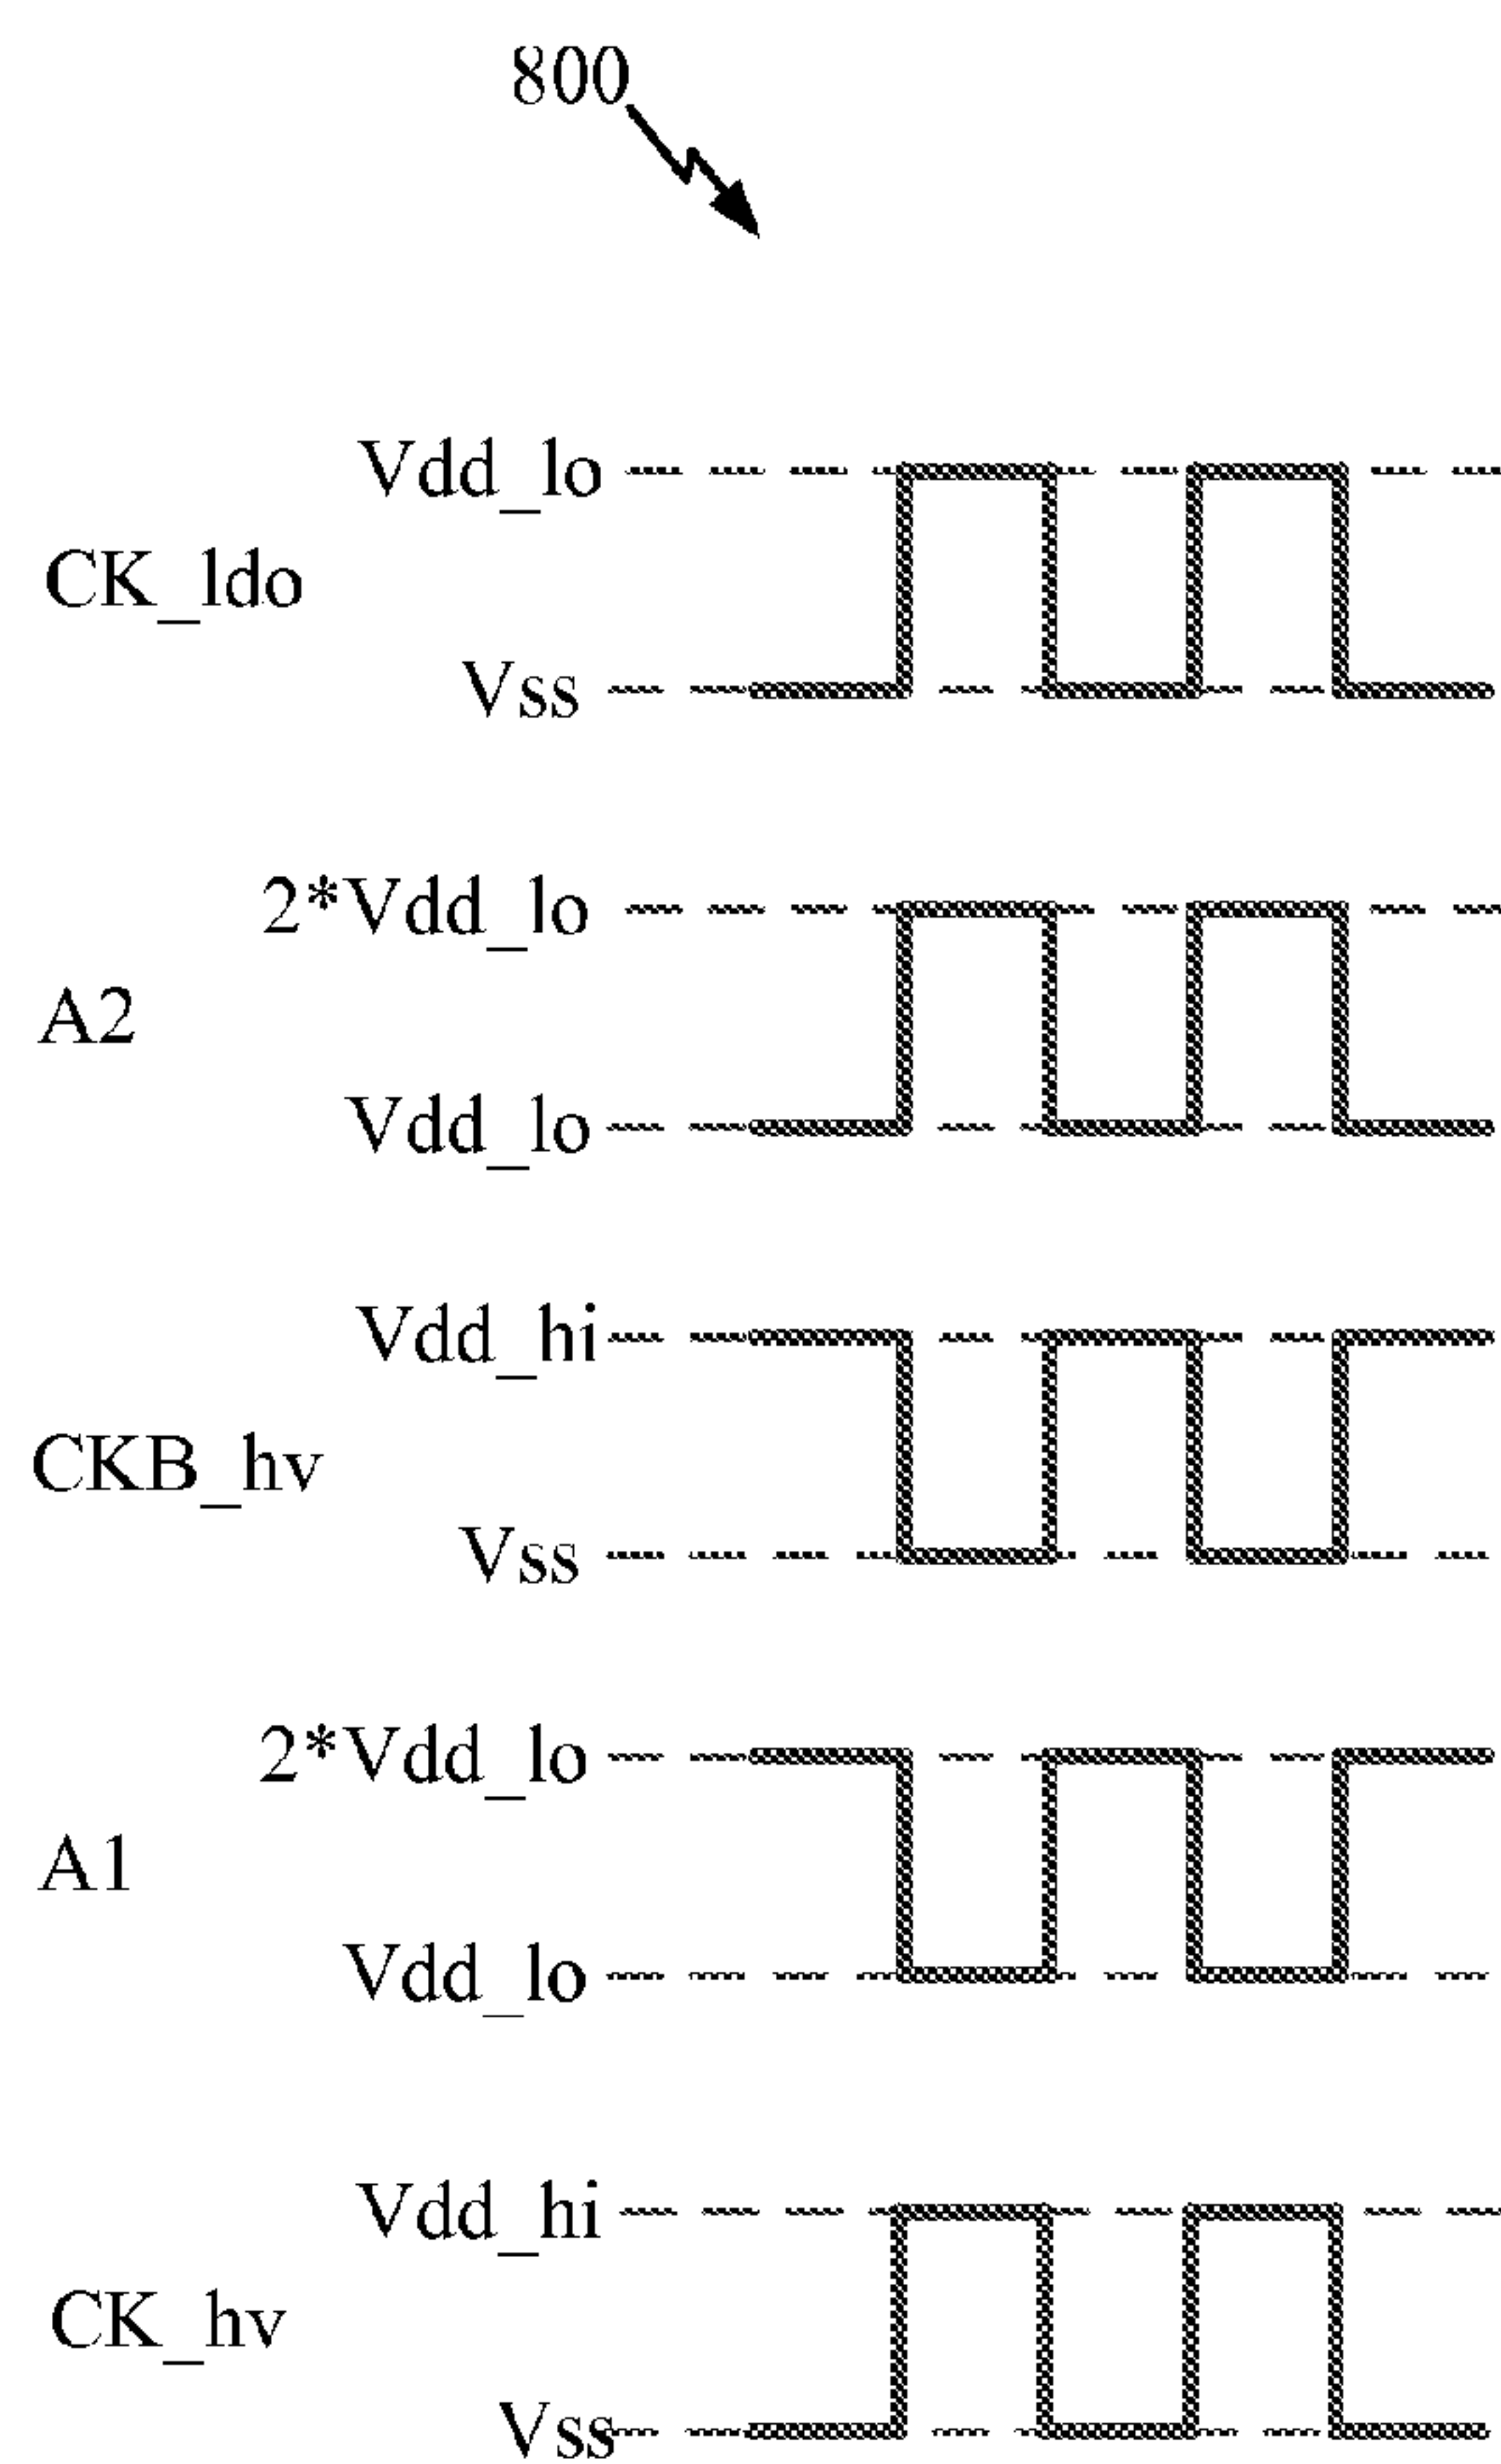 800
Vdd_lo
CK_ldo
Vss
2*Vdd_lo
A2
Vdd_lo
Vdd_hi
CKB_hv
Vss
2*Vdd_lo
A1
Vdd_lo
Vdd_hi
CK_hv
Vss